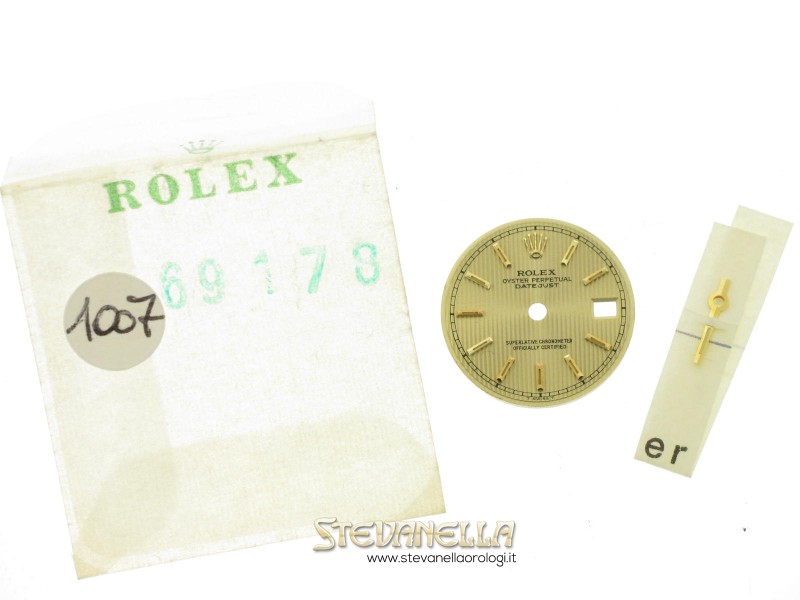 ROLEX
69178
1007
ROLEX
OYSTER PERPETUAL
DATEJUST
SUPERLATIVE CHRONOMETER
OFFICIALLY CERTIFIED
er
STEVANELLA
www.stevanellaorologi.it